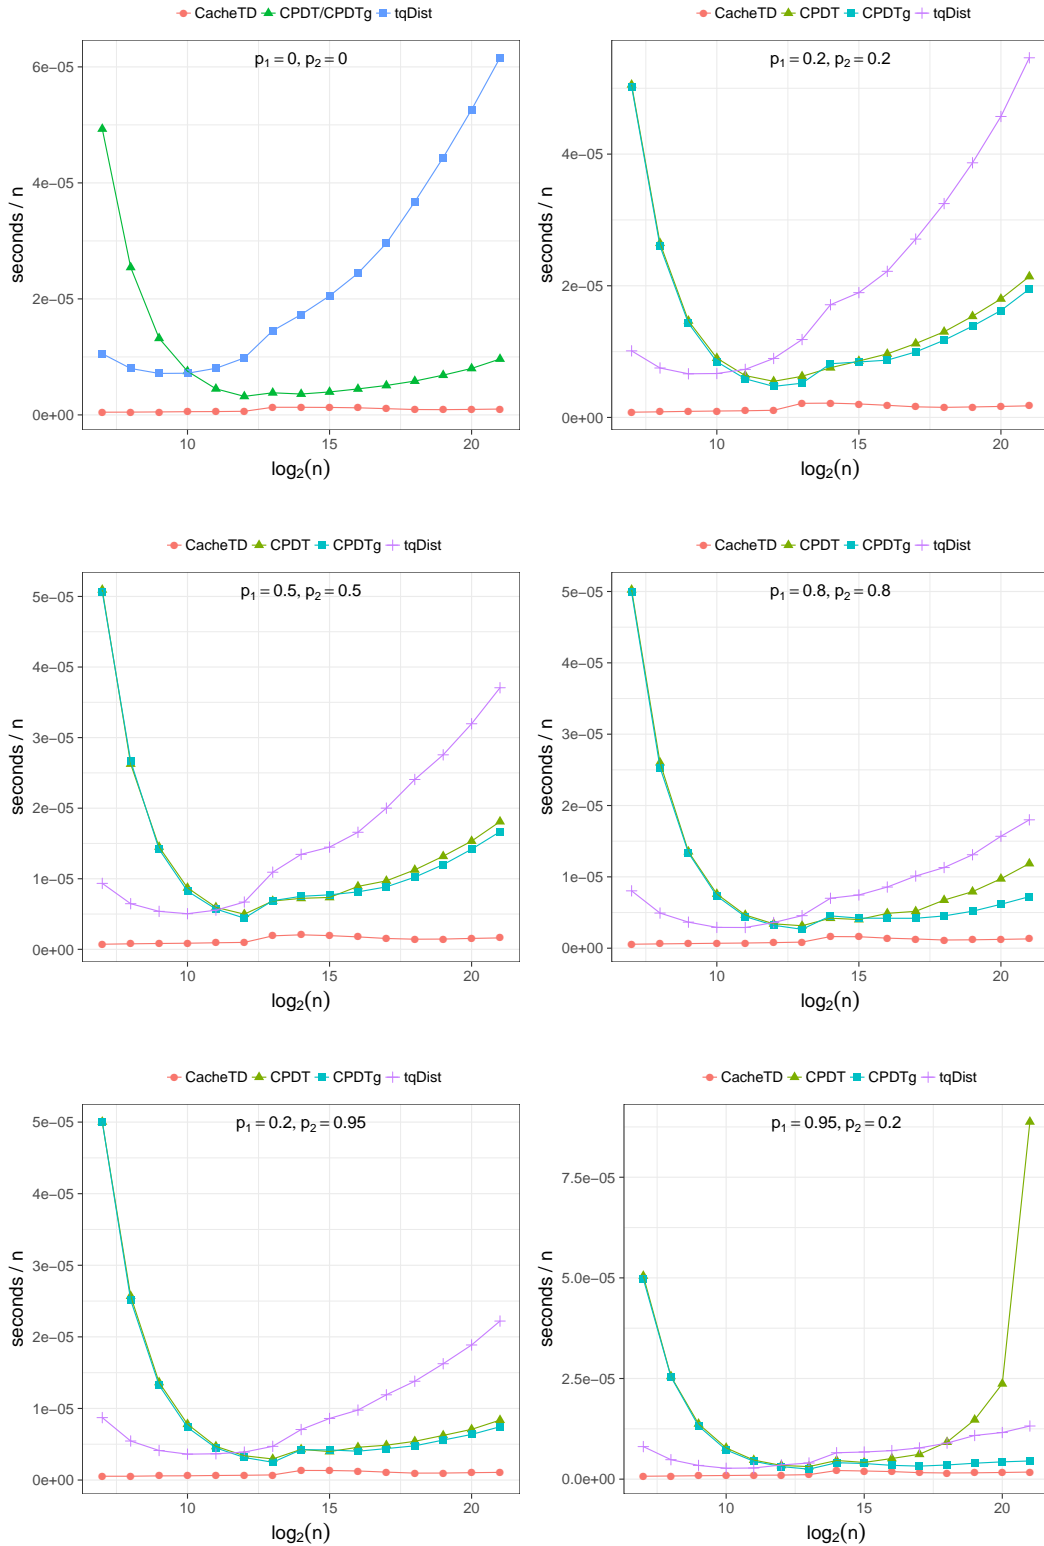 CacheTD CPDT/CPDTg tqDist
p1 = 0, p2 = 0
6e−05
4e−05
2e−05
0e+00
seconds / n
10 15 20
log2(n)
CacheTD CPDT CPDTg tqDist
p1 = 0.2, p2 = 0.2
4e−05
2e−05
0e+00
seconds / n
10 15 20
log2(n)
CacheTD CPDT CPDTg tqDist
p1 = 0.5, p2 = 0.5
5e−05
4e−05
3e−05
2e−05
1e−05
0e+00
seconds / n
10 15 20
log2(n)
CacheTD CPDT CPDTg tqDist
p1 = 0.8, p2 = 0.8
5e−05
4e−05
3e−05
2e−05
1e−05
0e+00
seconds / n
10 15 20
log2(n)
CacheTD CPDT CPDTg tqDist
p1 = 0.2, p2 = 0.95
5e−05
4e−05
3e−05
2e−05
1e−05
0e+00
seconds / n
10 15 20
log2(n)
CacheTD CPDT CPDTg tqDist
p1 = 0.95, p2 = 0.2
7.5e−05
5.0e−05
2.5e−05
0.0e+00
seconds / n
10 15 20
log2(n)